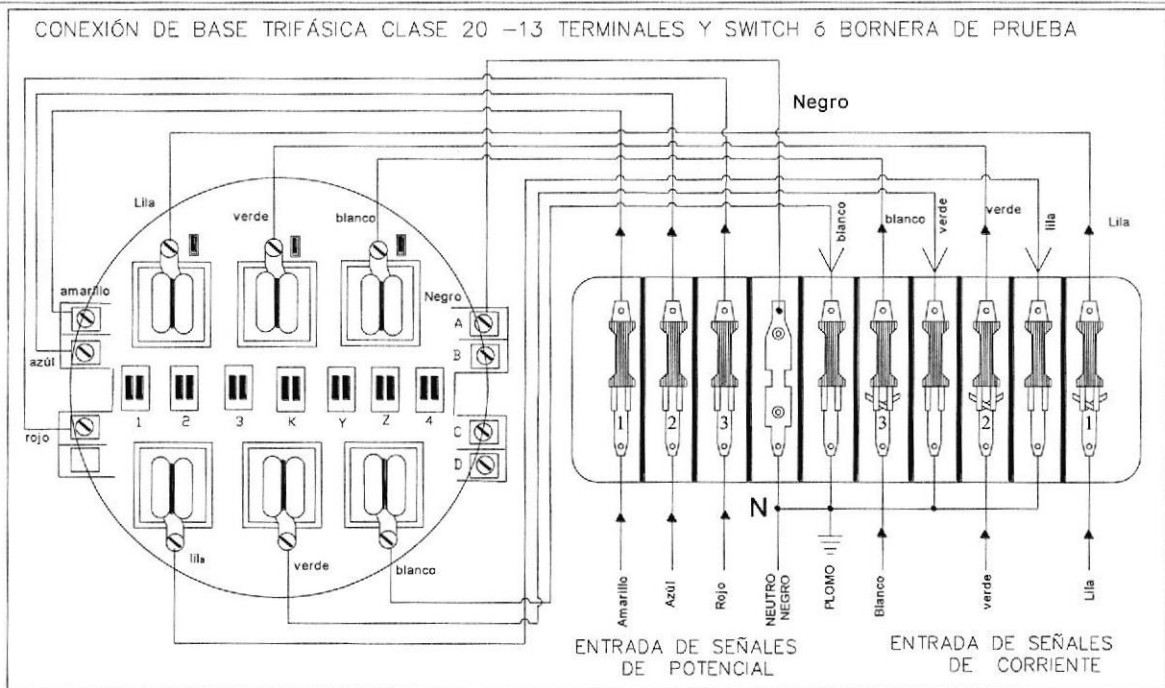 CONEXIÓN DE BASE TRIFÁSICA CLASE 20 –13 TERMINALES Y SWITCH ó BORNERA DE PRUEBA
Negro
Lila
verde
blanco
amarillo
azúl
rojo
Negro
A
B
C
D
1 2 3 K Y Z 4
lila
verde
blanco
blanco
blanco
verde
verde
lila
Lila
1 2 3 3 2 1
N
Amarillo
Azúl
Rojo
NEUTRO
NEGRO
PLOMO
Blanco
verde
Lila
ENTRADA DE SEÑALES
DE POTENCIAL
ENTRADA DE SEÑALES
DE CORRIENTE